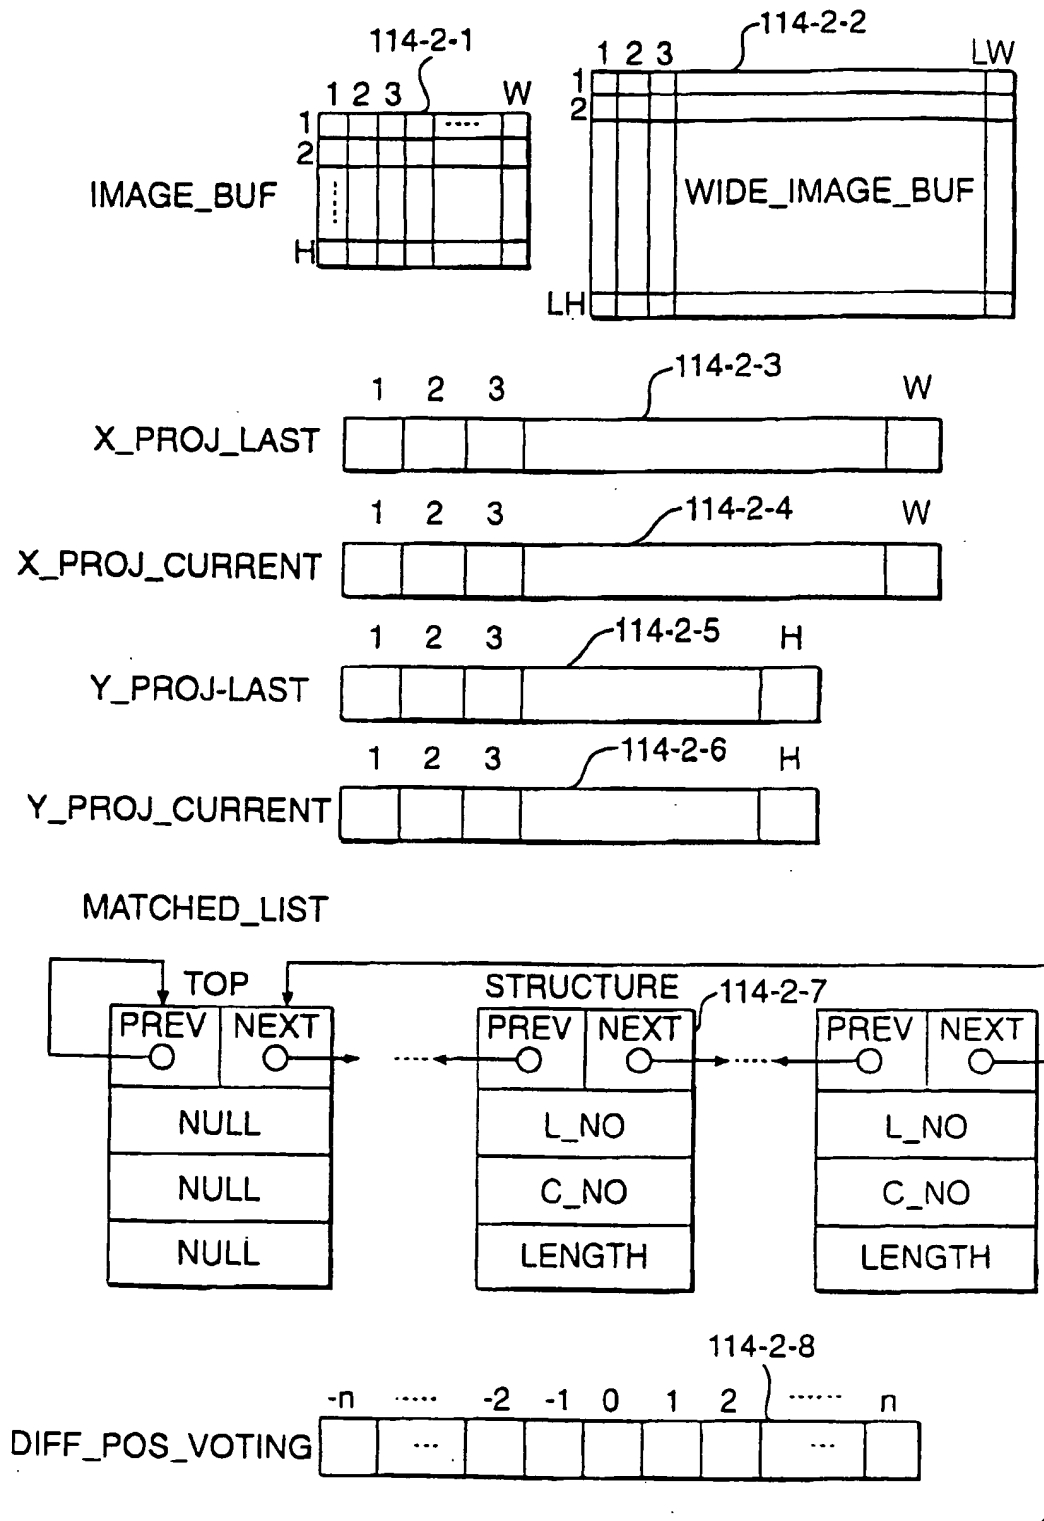 114-2-1
1 2 3 W
1 ....
2
IMAGE_BUF
H
114-2-2
1 2 3 LW
1
2
WIDE_IMAGE_BUF
LH
114-2-3
1 2 3 W
X_PROJ_LAST
114-2-4
1 2 3 W
X_PROJ_CURRENT
114-2-5
1 2 3 H
Y_PROJ-LAST
114-2-6
1 2 3 H
Y_PROJ_CURRENT
MATCHED_LIST
TOP
PREV NEXT
NULL
NULL
NULL
STRUCTURE
114-2-7
PREV NEXT
L_NO
C_NO
LENGTH
PREV NEXT
L_NO
C_NO
LENGTH
114-2-8
-n ..... -2 -1 0 1 2 ...... n
DIFF_POS_VOTING ... ...